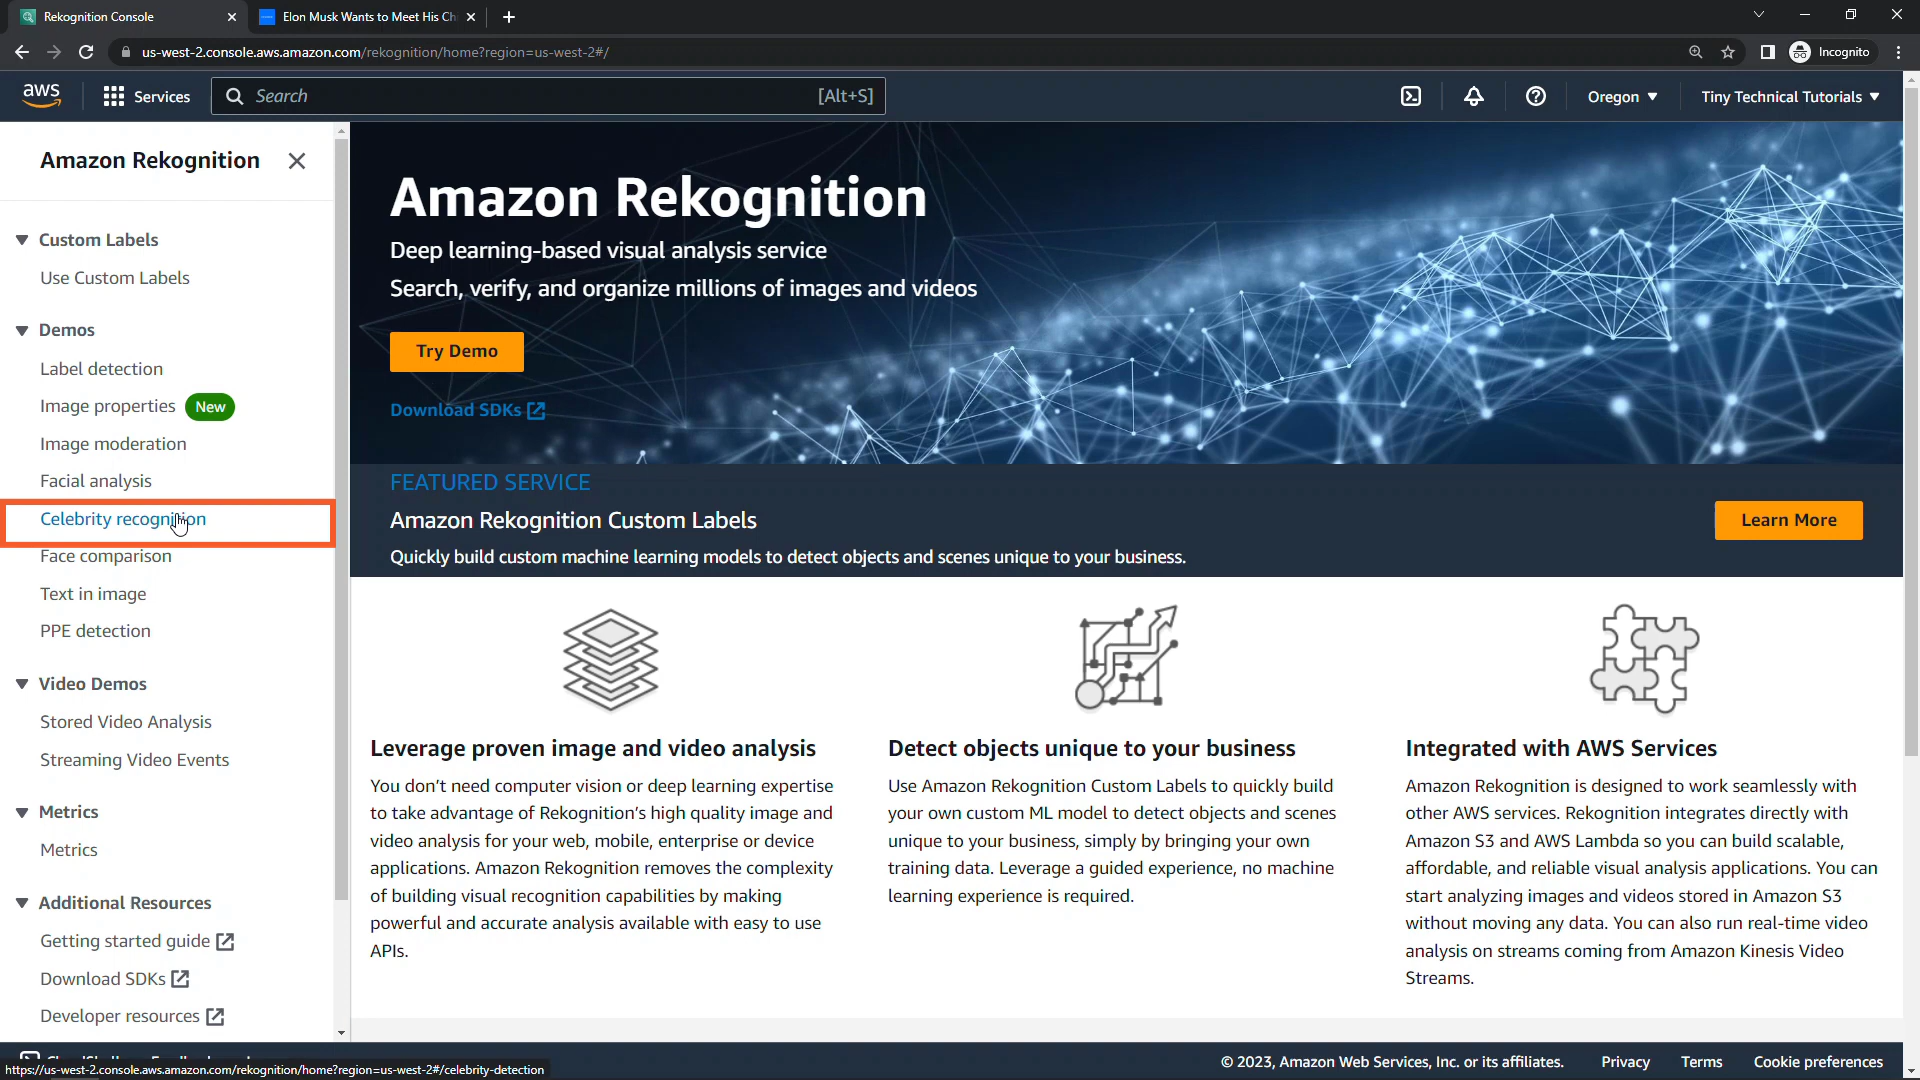 Rekognition Console
Elon Musk Wants to Meet His Ch
us-west-2.console.aws.amazon.com/rekognition/home?region=us-west-2#/
Incognito
aws
Services
Search
[Alt+S]
Oregon
Tiny Technical Tutorials
Amazon Rekognition
Custom Labels
Use Custom Labels
Demos
Label detection
Image properties New
Image moderation
Facial analysis
Celebrity recognition
Face comparison
Text in image
PPE detection
Video Demos
Stored Video Analysis
Streaming Video Events
Metrics
Metrics
Additional Resources
Getting started guide
Download SDKs
Developer resources
Amazon Rekognition
Deep learning-based visual analysis service
Search, verify, and organize millions of images and videos
Try Demo
Download SDKs
FEATURED SERVICE
Amazon Rekognition Custom Labels
Quickly build custom machine learning models to detect objects and scenes unique to your business.
Learn More
Leverage proven image and video analysis
You don't need computer vision or deep learning expertise
to take advantage of Rekognition's high quality image and
video analysis for your web, mobile, enterprise or device
applications. Amazon Rekognition removes the complexity
of building visual recognition capabilities by making
powerful and accurate analysis available with easy to use
APIs.
Detect objects unique to your business
Use Amazon Rekognition Custom Labels to quickly build
your own custom ML model to detect objects and scenes
unique to your business, simply by bringing your own
training data. Leverage a guided experience, no machine
learning experience is required.
Integrated with AWS Services
Amazon Rekognition is designed to work seamlessly with
other AWS services. Rekognition integrates directly with
Amazon S3 and AWS Lambda so you can build scalable,
affordable, and reliable visual analysis applications. You can
start analyzing images and videos stored in Amazon S3
without moving any data. You can also run real-time video
analysis on streams coming from Amazon Kinesis Video
Streams.
https://us-west-2.console.aws.amazon.com/rekognition/home?region=us-west-2#/celebrity-detection
© 2023, Amazon Web Services, Inc. or its affiliates.
Privacy
Terms
Cookie preferences